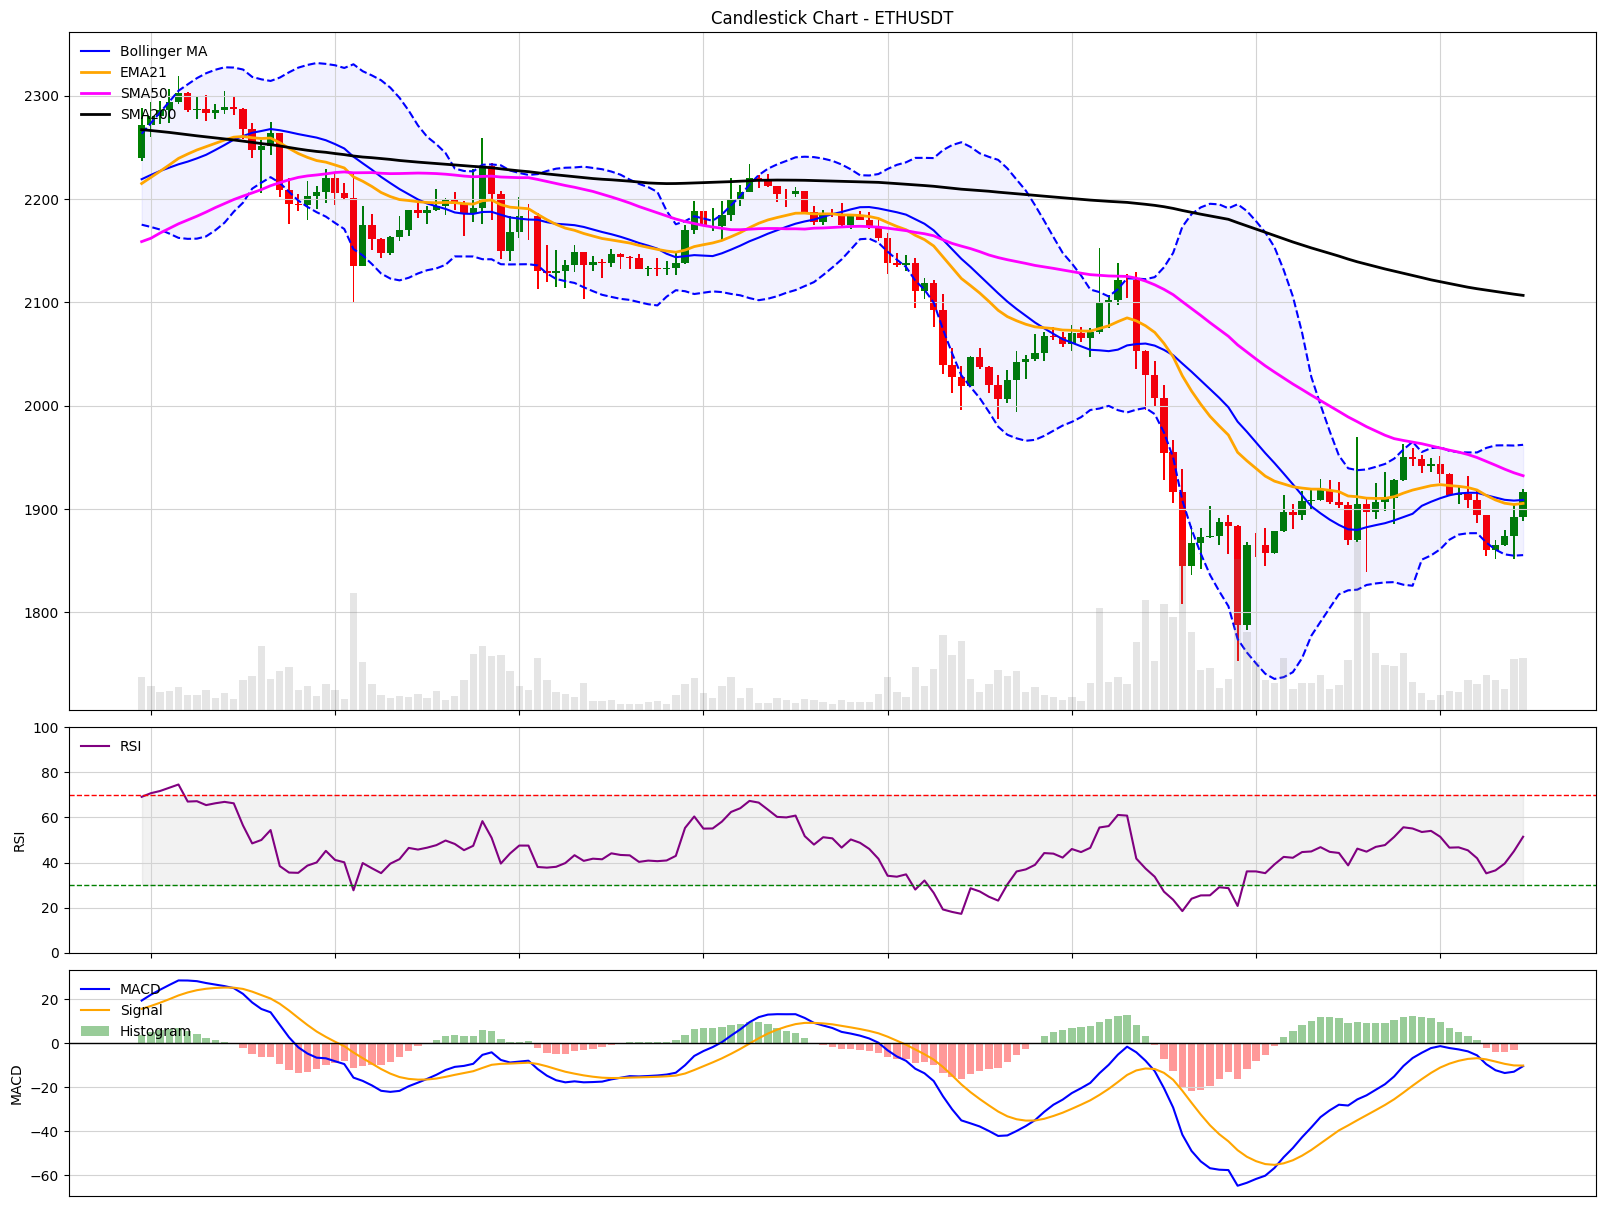 Candlestick Chart - ETHUSDT
Bollinger MA
EMA21
SMA50
SMA200
2300
2200
2100
2000
1900
1800
RSI
100
80
60
40
20
0
RSI
MACD
Signal
Histogram
20
0
−20
−40
−60
MACD